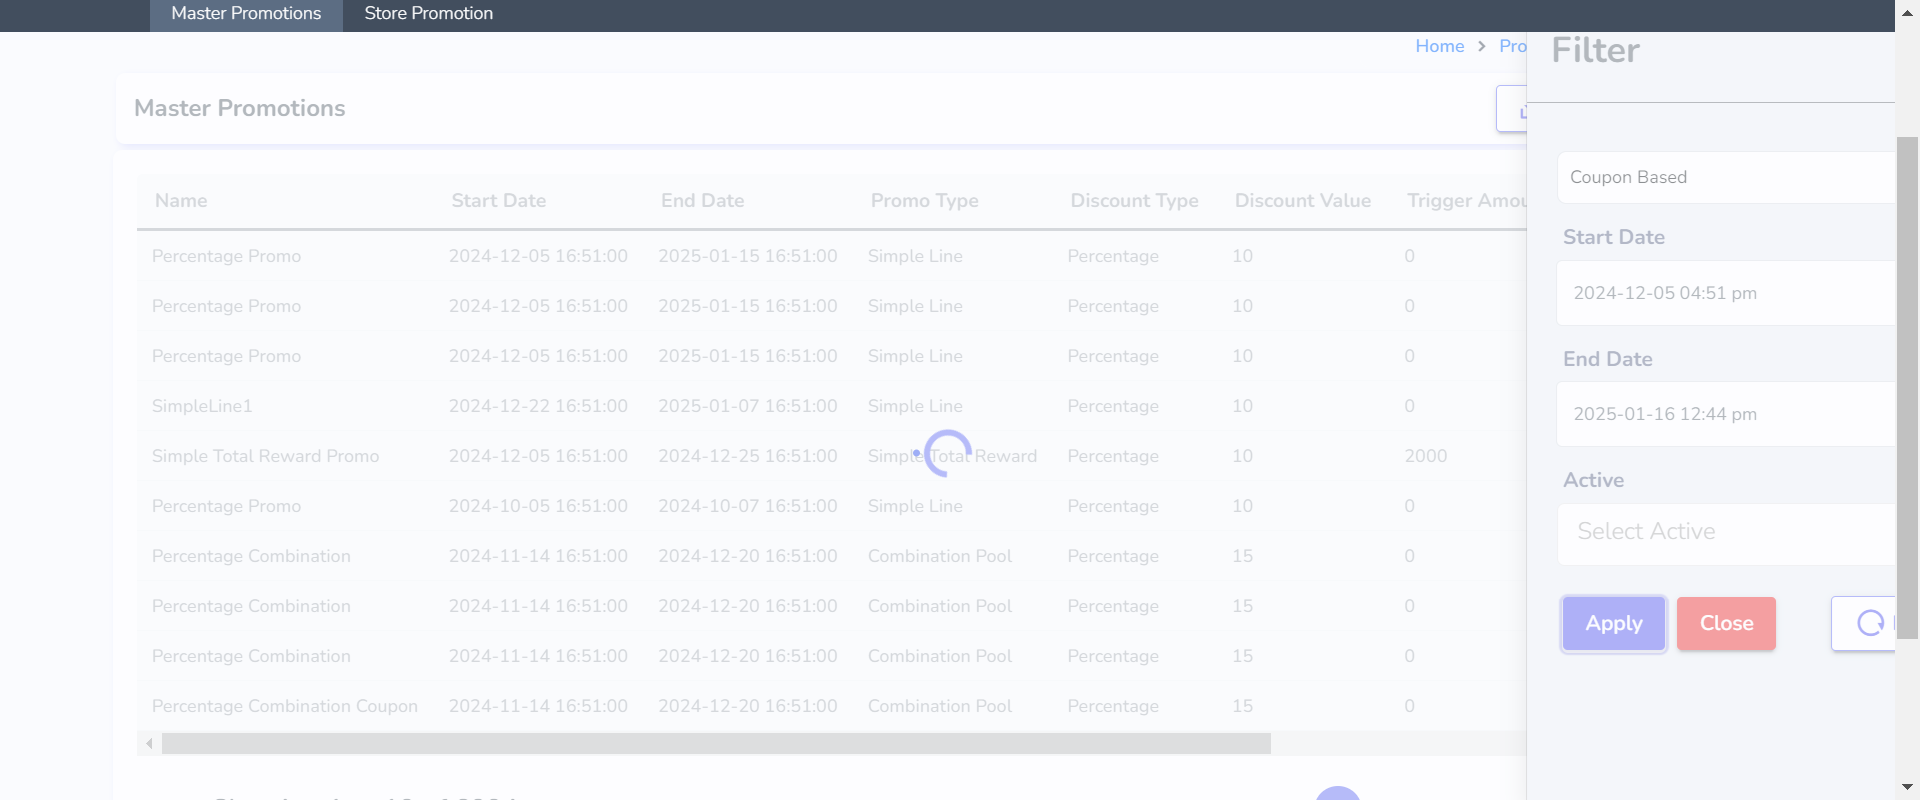 Master Promotions Store Promotion
Home > Pro
Filter
Master Promotions
Coupon Based
Name Start Date End Date Promo Type Discount Type Discount Value Trigger Amou
Start Date
Percentage Promo 2024-12-05 16:51:00 2025-01-15 16:51:00 Simple Line Percentage 10 0
2024-12-05 04:51 pm
Percentage Promo 2024-12-05 16:51:00 2025-01-15 16:51:00 Simple Line Percentage 10 0
Percentage Promo 2024-12-05 16:51:00 2025-01-15 16:51:00 Simple Line Percentage 10 0
End Date
SimpleLine1 2024-12-22 16:51:00 2025-01-07 16:51:00 Simple Line Percentage 10 0
2025-01-16 12:44 pm
Simple Total Reward Promo 2024-12-05 16:51:00 2024-12-25 16:51:00 Simple Total Reward Percentage 10 2000
Active
Percentage Promo 2024-10-05 16:51:00 2024-10-07 16:51:00 Simple Line Percentage 10 0
Select Active
Percentage Combination 2024-11-14 16:51:00 2024-12-20 16:51:00 Combination Pool Percentage 15 0
Percentage Combination 2024-11-14 16:51:00 2024-12-20 16:51:00 Combination Pool Percentage 15 0
Apply Close
Percentage Combination 2024-11-14 16:51:00 2024-12-20 16:51:00 Combination Pool Percentage 15 0
Percentage Combination Coupon 2024-11-14 16:51:00 2024-12-20 16:51:00 Combination Pool Percentage 15 0